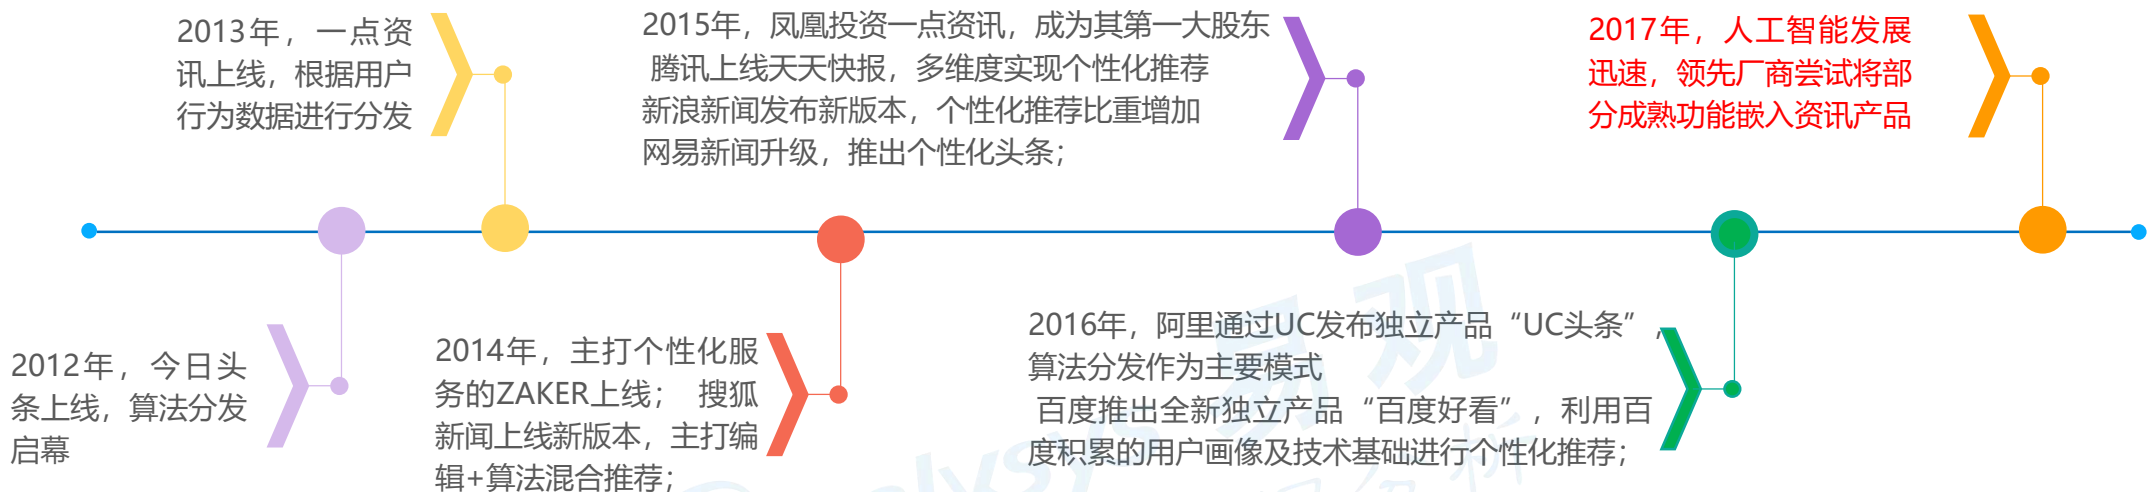 2013年，一点资
讯上线，根据用户
行为数据进行分发
2015年，凤凰投资一点资讯，成为其第一大股东
腾讯上线天天快报，多维度实现个性化推荐
新浪新闻发布新版本，个性化推荐比重增加
网易新闻升级，推出个性化头条；
2017年，人工智能发展
迅速，领先厂商尝试将部
分成熟功能嵌入资讯产品
2012年，今日头
条上线，算法分发
启幕
2014年，主打个性化服
务的ZAKER上线； 搜狐
新闻上线新版本，主打编
辑+算法混合推荐；
2016年，阿里通过UC发布独立产品“UC头条”，
算法分发作为主要模式
百度推出全新独立产品“百度好看”，利用百
度积累的用户画像及技术基础进行个性化推荐；
易观